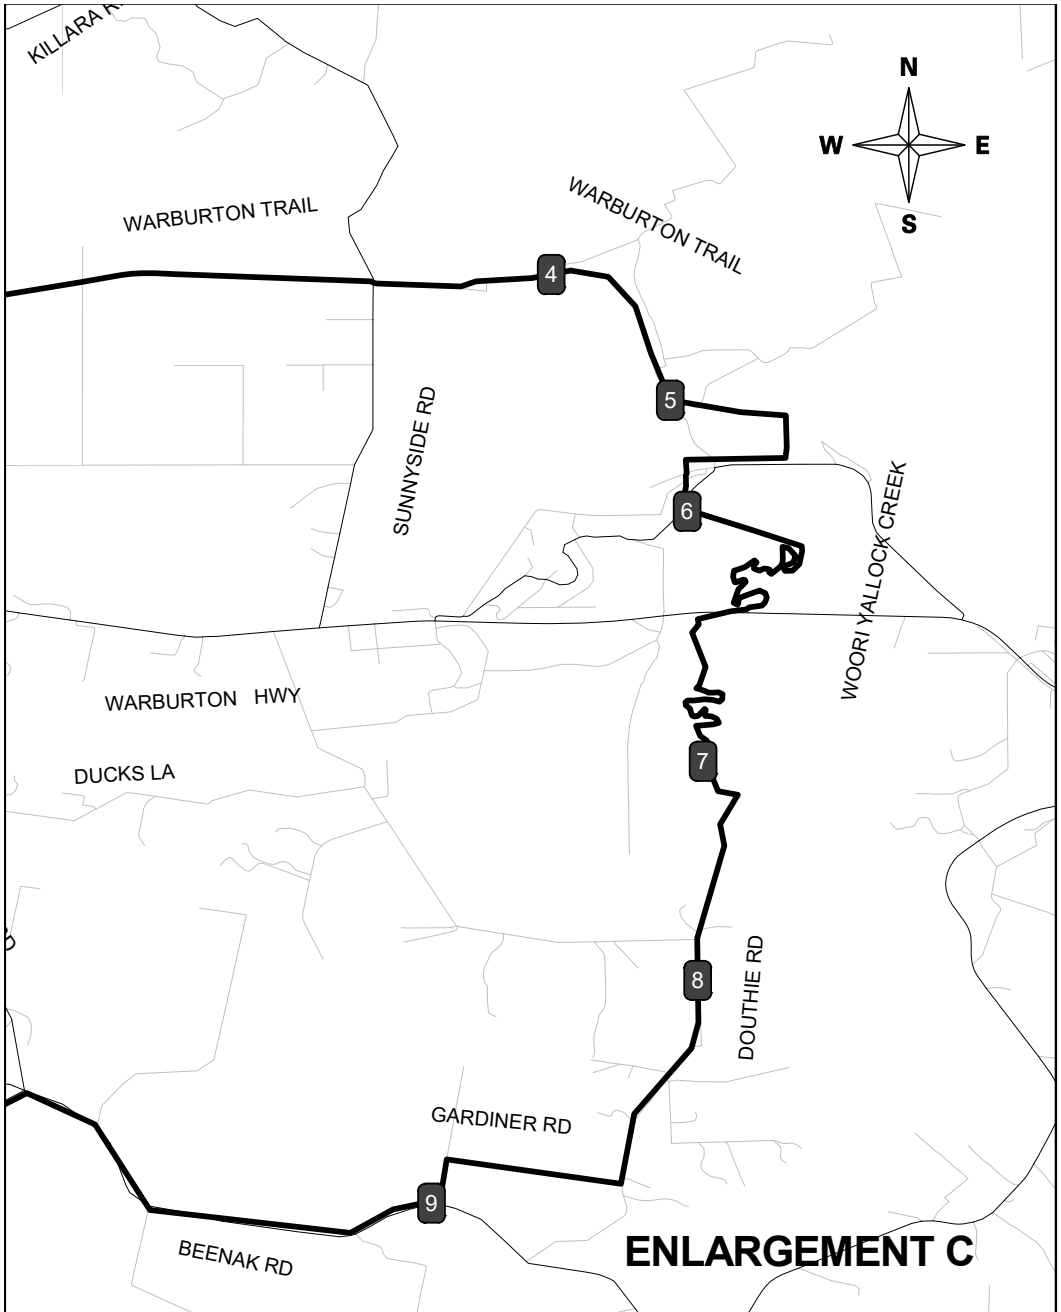 KILLARA
N
W E
S
WARBURTON TRAIL
WARBURTON TRAIL
4
5
SUNNYSIDE RD
6
WOORI YALLOCK CREEK
WARBURTON HWY
7
DUCKS LA
8
DOUTHIE RD
GARDINER RD
9
BEENAK RD
ENLARGEMENT C